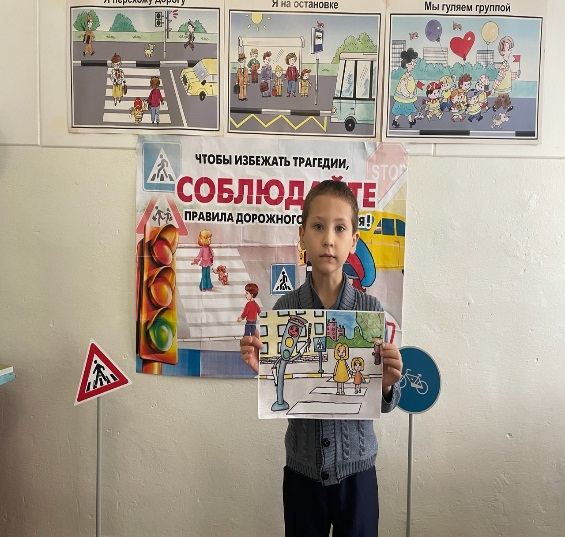 Я перехожу дорогу
Я на остановке
Мы гуляем группой
ЧТОБЫ ИЗБЕЖАТЬ ТРАГЕДИИ,
STOP
СОБЛЮДАЙТЕ
ПРАВИЛА ДОРОЖНОГО